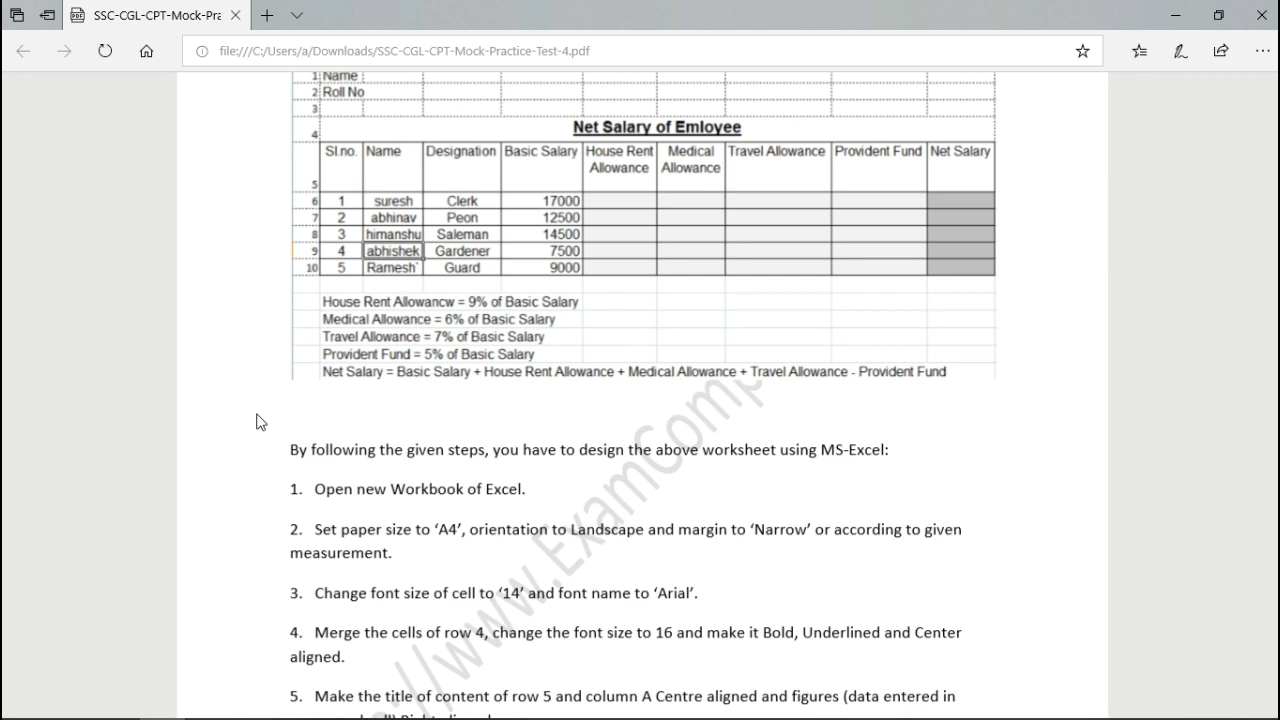 SSC-CGL-CPT-Mock-Pra
file:///C:/Users/a/Downloads/SSC-CGL-CPT-Mock-Practice-Test-4.pdf
1 Name
2 Roll No
3
4 Net Salary of Emloyee
5 Sl.no. Name Designation Basic Salary House Rent Allowance Medical Allowance Travel Allowance Provident Fund Net Salary
6 1 suresh Clerk 17000
7 2 abhinav Peon 12500
8 3 himanshu Saleman 14500
9 4 abhishek Gardener 7500
10 5 Ramesh` Guard 9000
House Rent Allowancw = 9% of Basic Salary
Medical Allowance = 6% of Basic Salary
Travel Allowance = 7% of Basic Salary
Provident Fund = 5% of Basic Salary
Net Salary = Basic Salary + House Rent Allowance + Medical Allowance + Travel Allowance - Provident Fund
By following the given steps, you have to design the above worksheet using MS-Excel:
1. Open new Workbook of Excel.
2. Set paper size to ‘A4’, orientation to Landscape and margin to ‘Narrow’ or according to given
measurement.
3. Change font size of cell to ‘14’ and font name to ‘Arial’.
4. Merge the cells of row 4, change the font size to 16 and make it Bold, Underlined and Center
aligned.
5. Make the title of content of row 5 and column A Centre aligned and figures (data entered in
://www.ExamComp